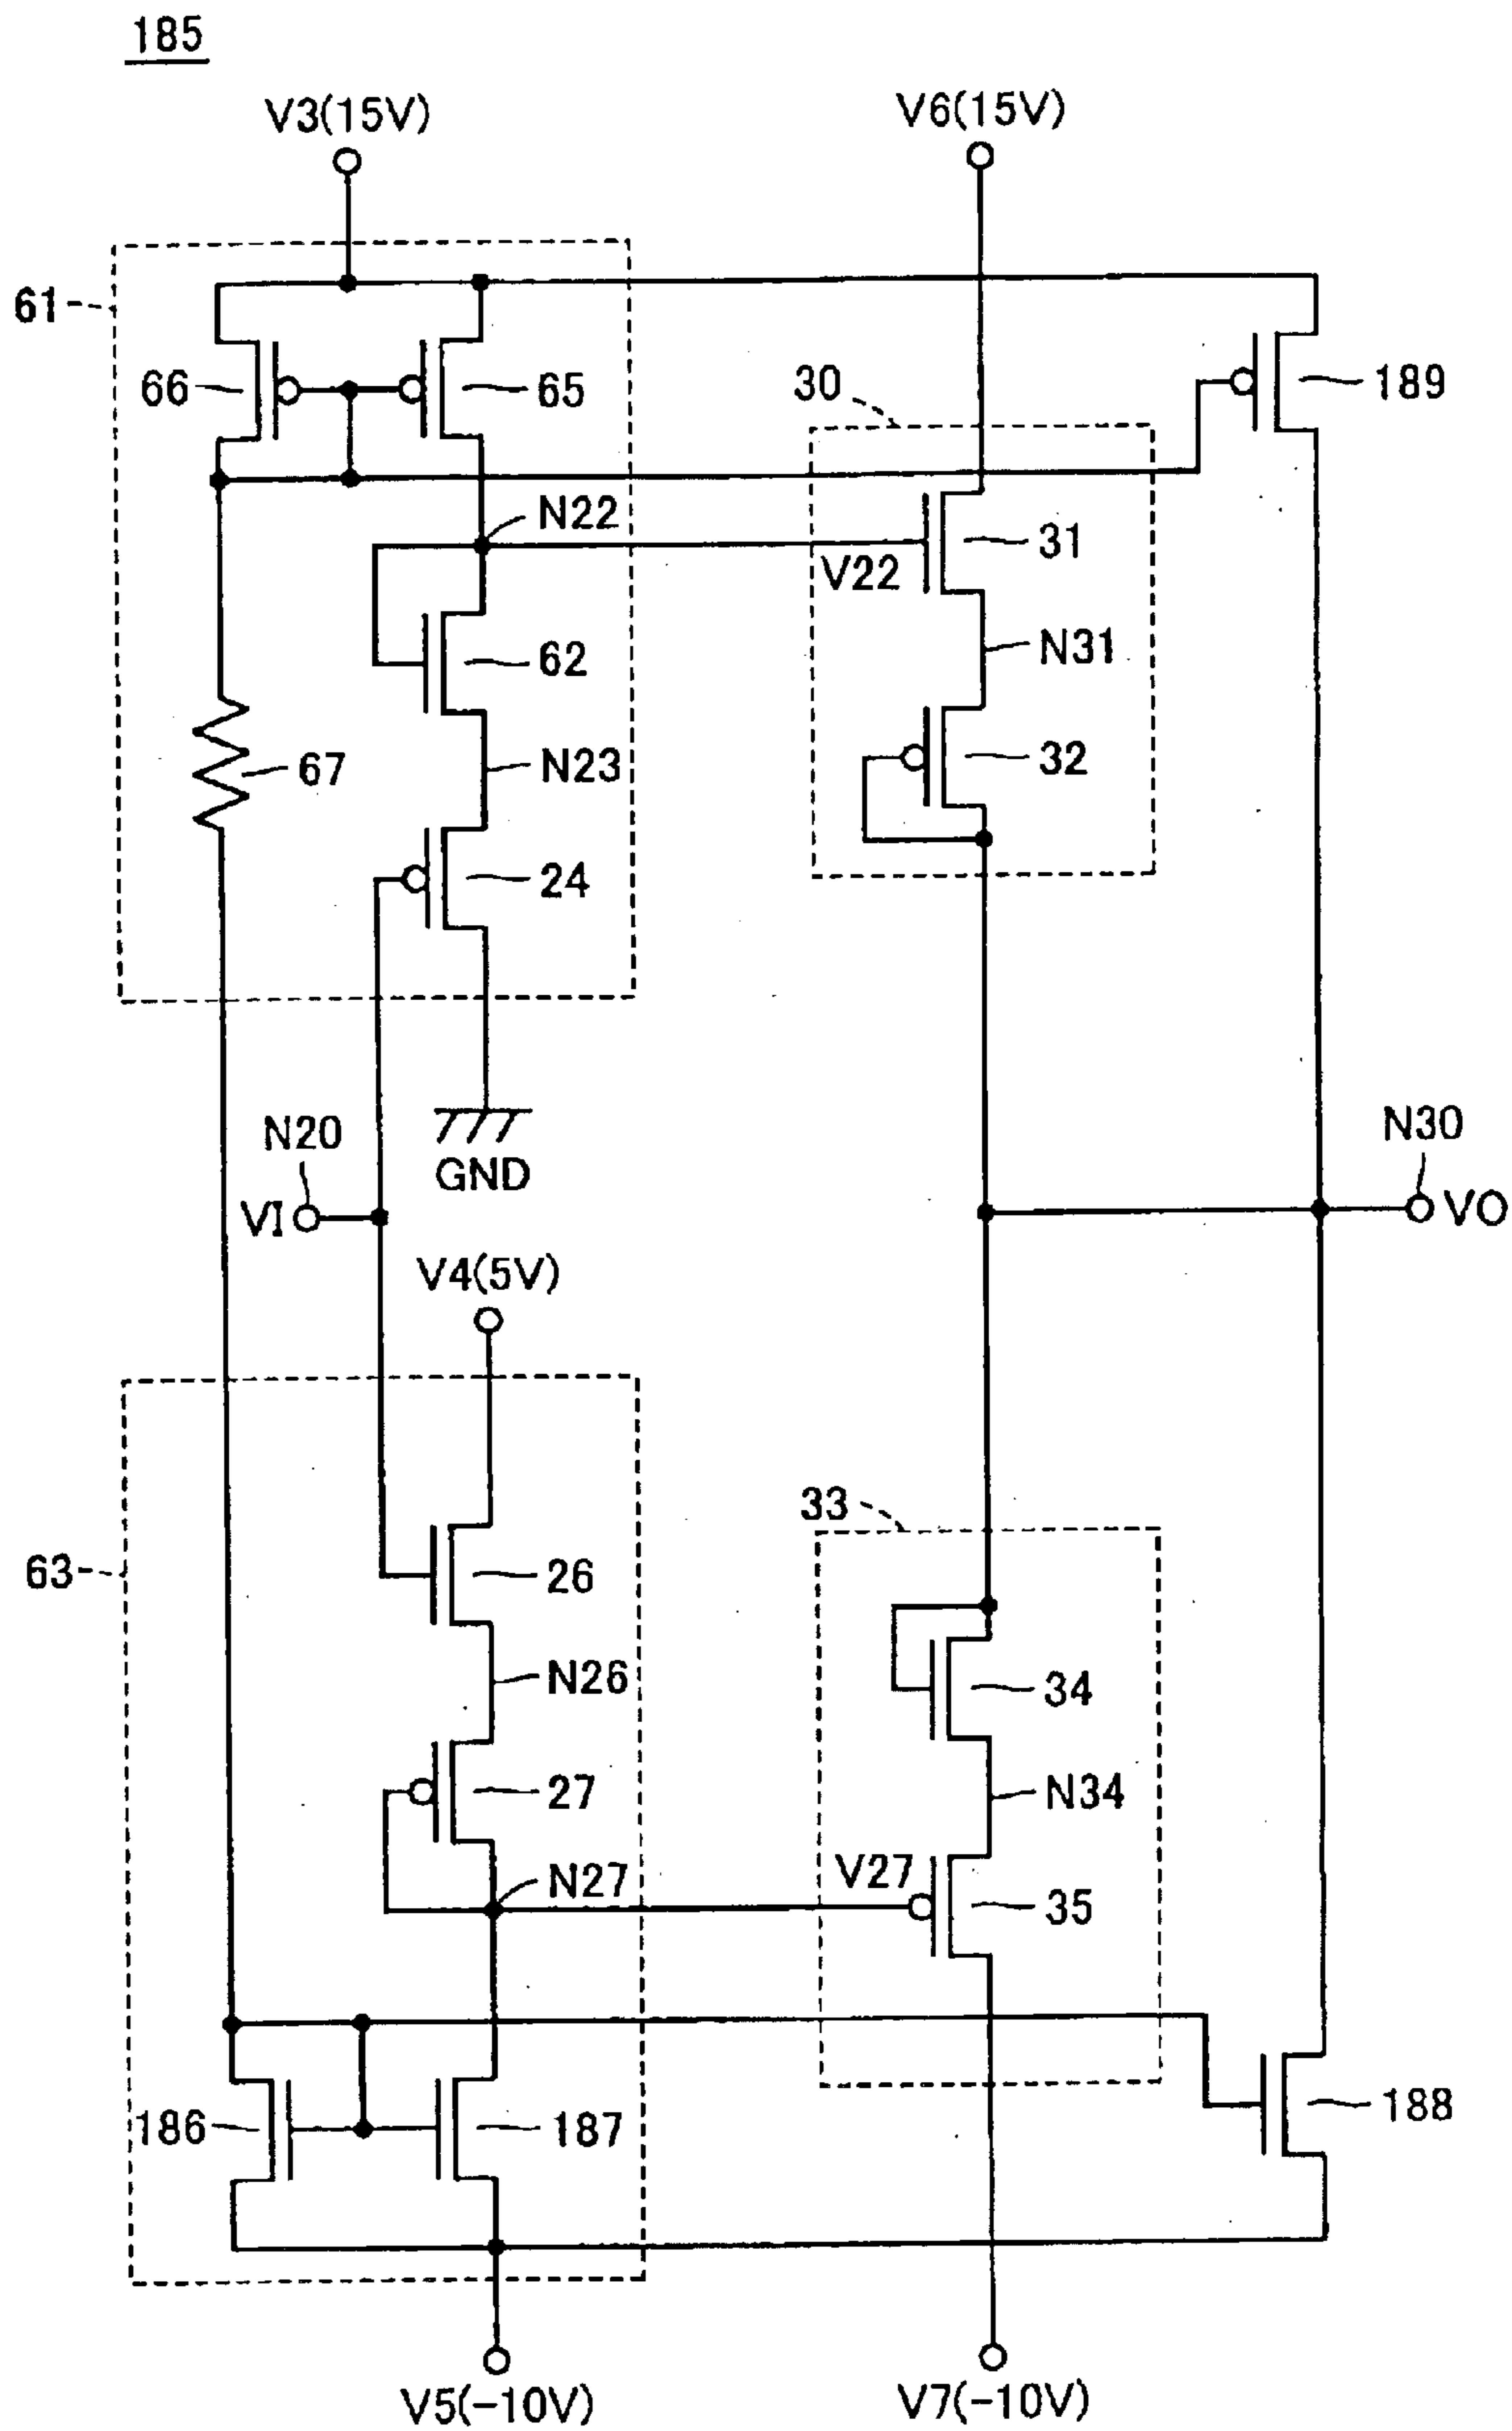 185
V3(15V)
V6(15V)
61
66
65
30
189
N22
V22
31
62
N31
67
N23
32
24
N20
GND
N30
VI
VO
V4(5V)
63
33
26
N26
34
27
N34
N27
V27
35
186
187
188
V5(-10V)
V7(-10V)